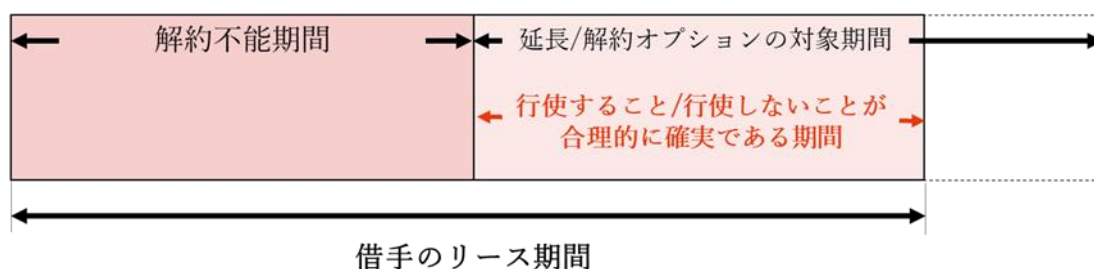 解約不能期間
延長/解約オプションの対象期間
行使すること/行使しないことが
合理的に確実である期間
借手のリース期間